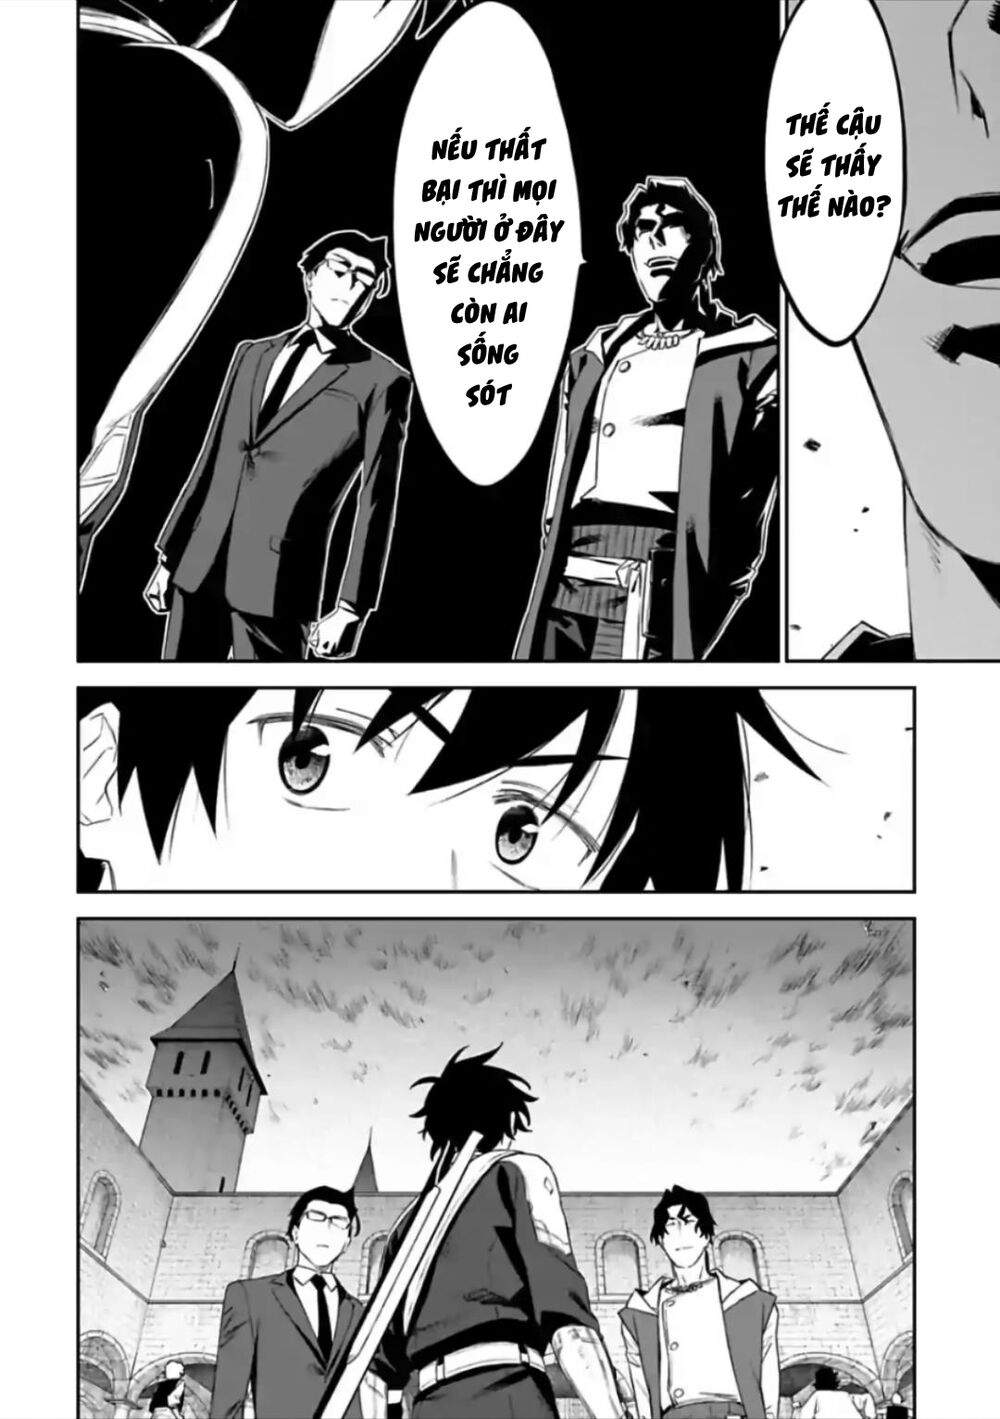 THẾ CẬU
SẼ THẤY
THẾ NÀO?
NẾU THẤT
BẠI THÌ MỌI
NGƯỜI Ở ĐÂY
SẼ CHẲNG
CÒN AI
SỐNG
SÓT